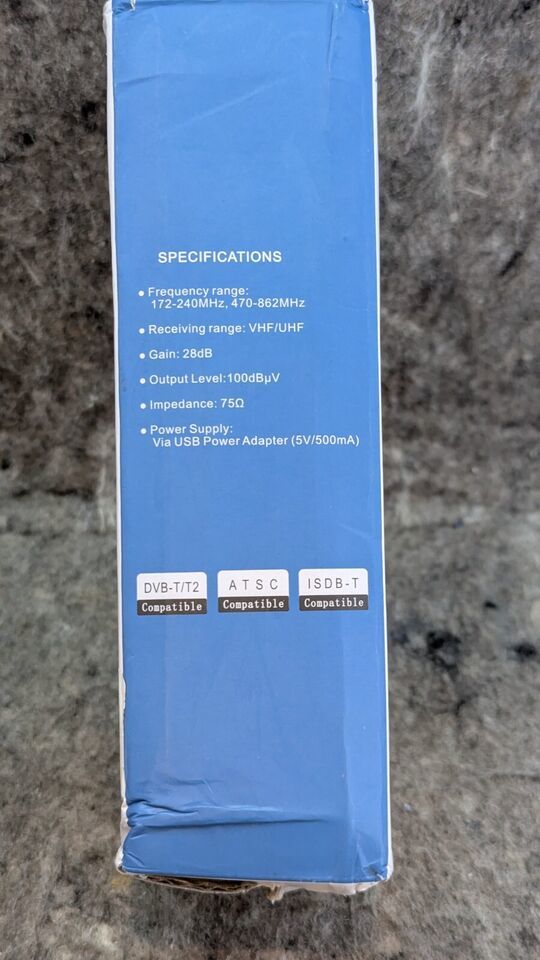 SPECIFICATIONS
● Frequency range:
172-240MHz, 470-862MHz
● Receiving range: VHF/UHF
● Gain: 28dB
● Output Level:100dBμV
● Impedance: 75Ω
● Power Supply:
Via USB Power Adapter (5V/500mA)
DVB-T/T2 ATSC ISDB-T
Compatible Compatible Compatible